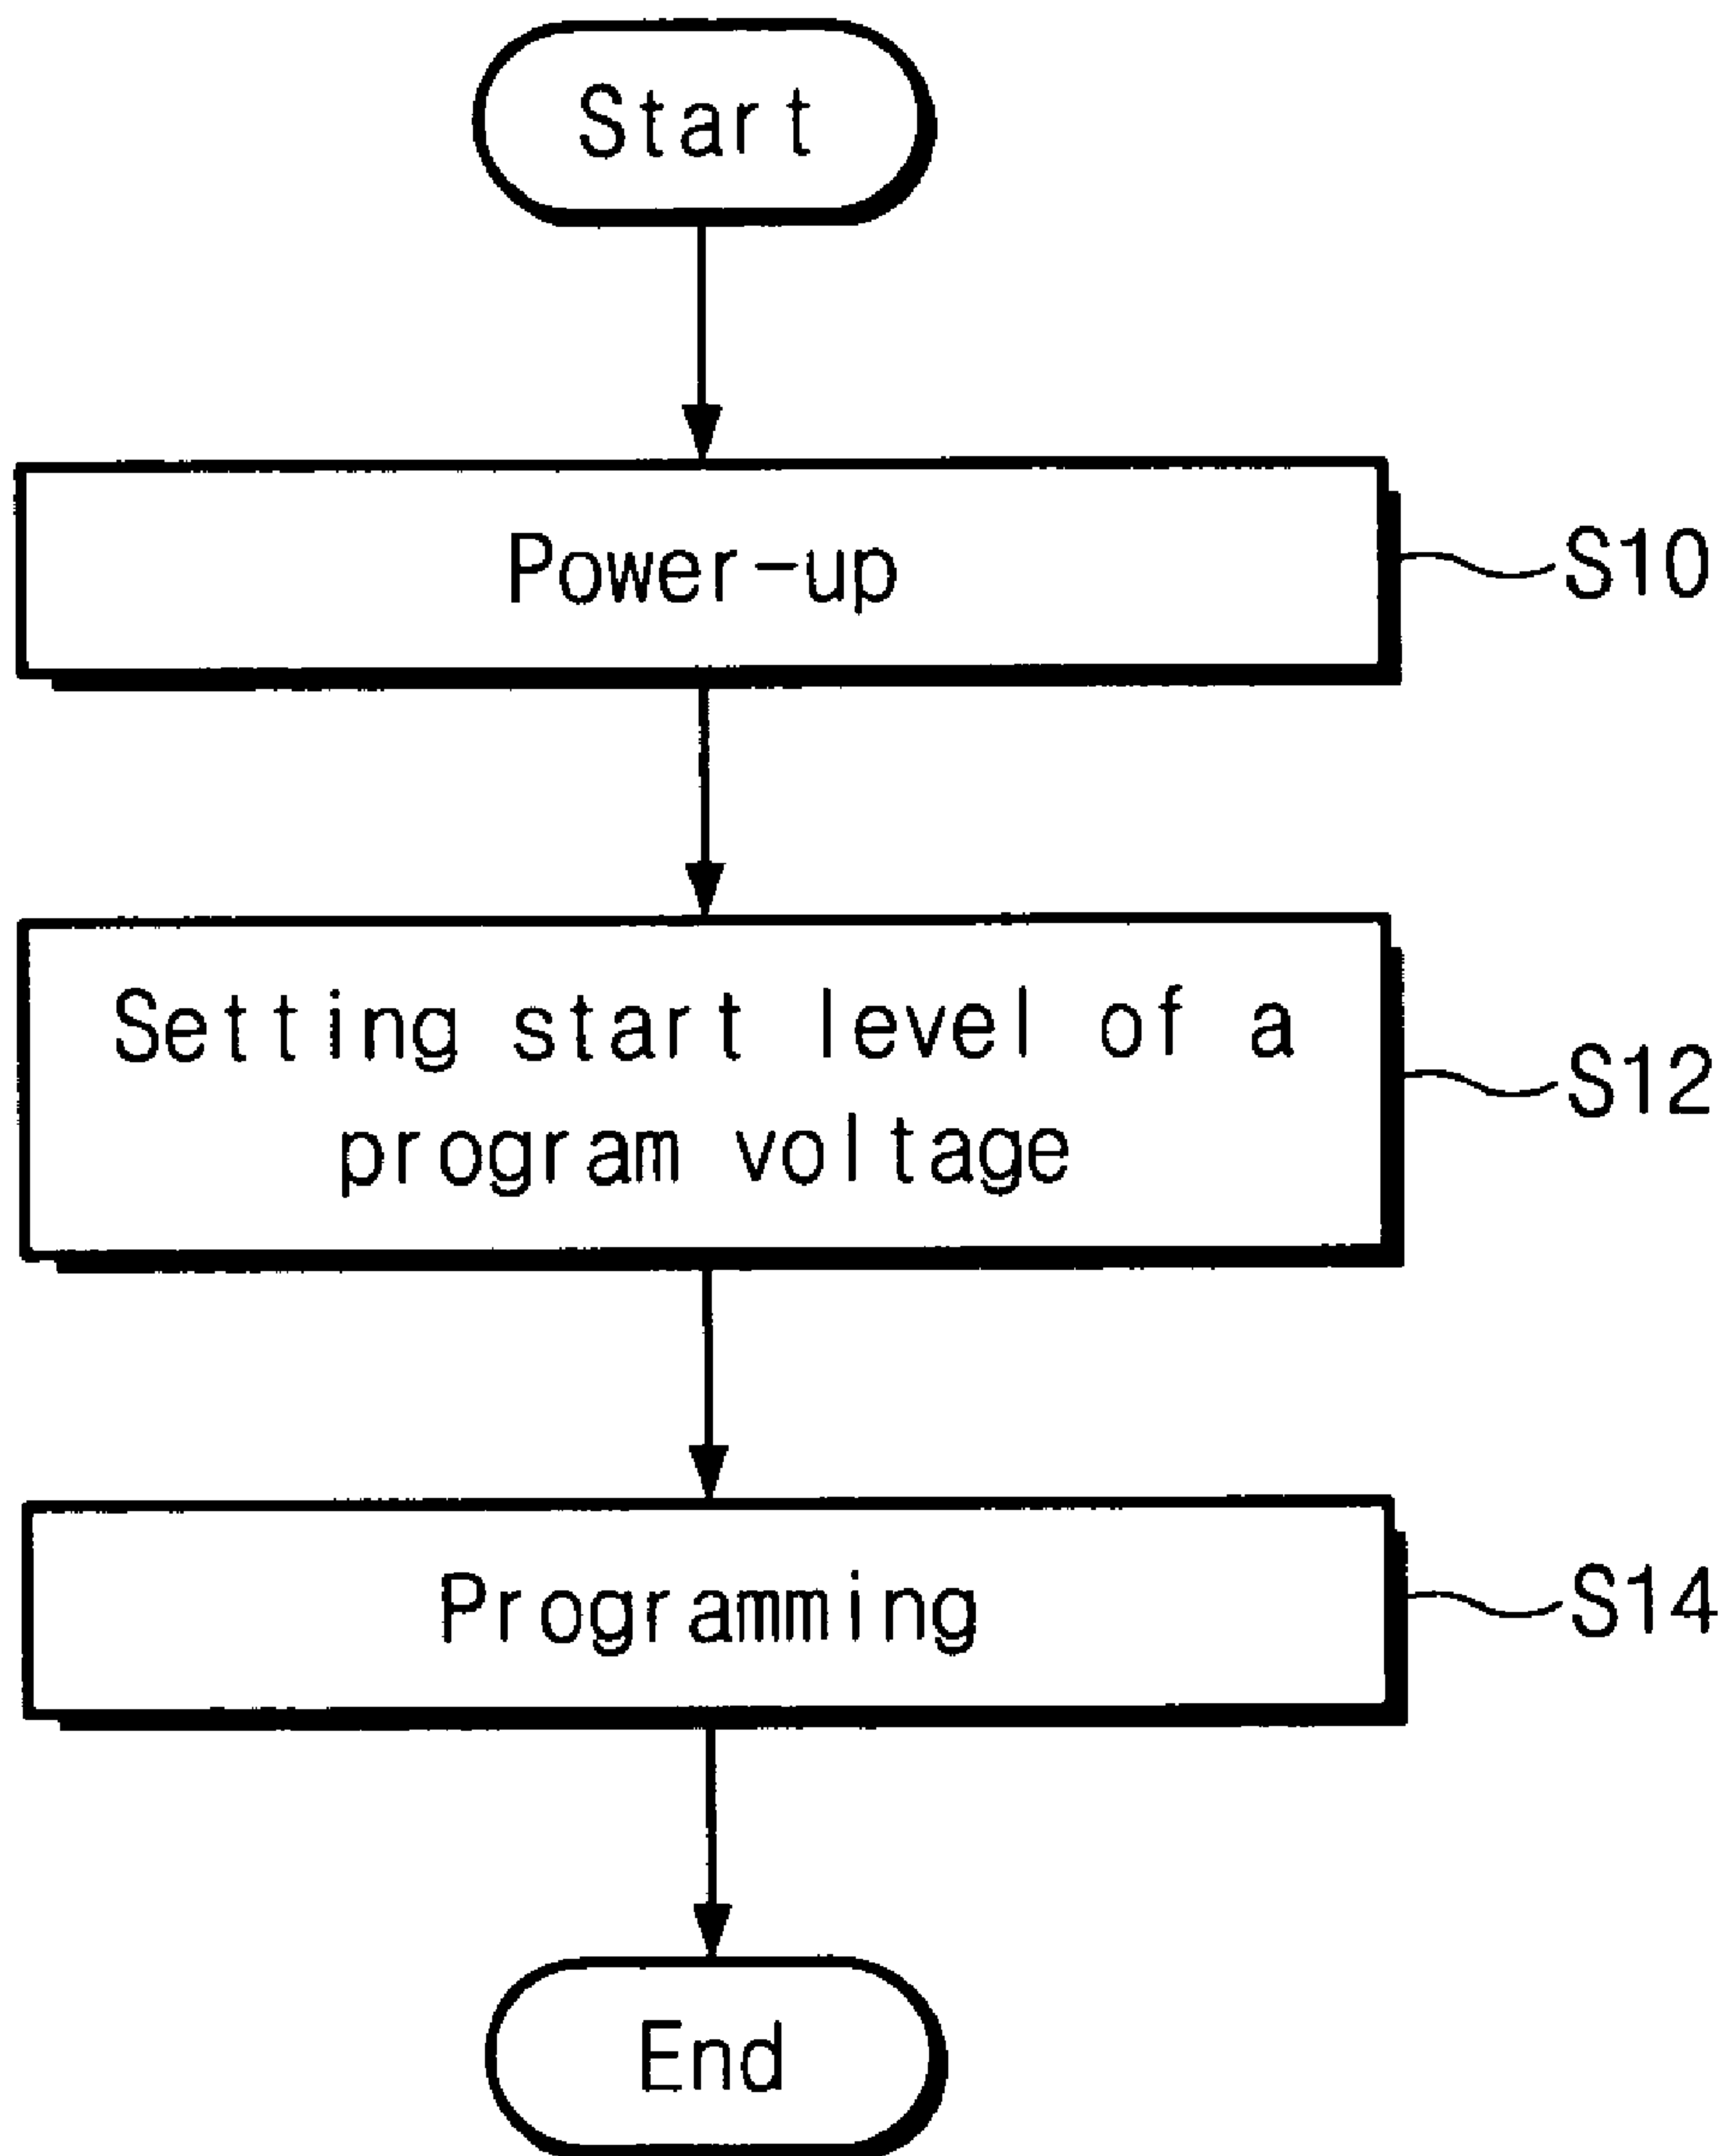 Start
Power-up
S10
Setting start level of a
program voltage
S12
Programming
S14
End